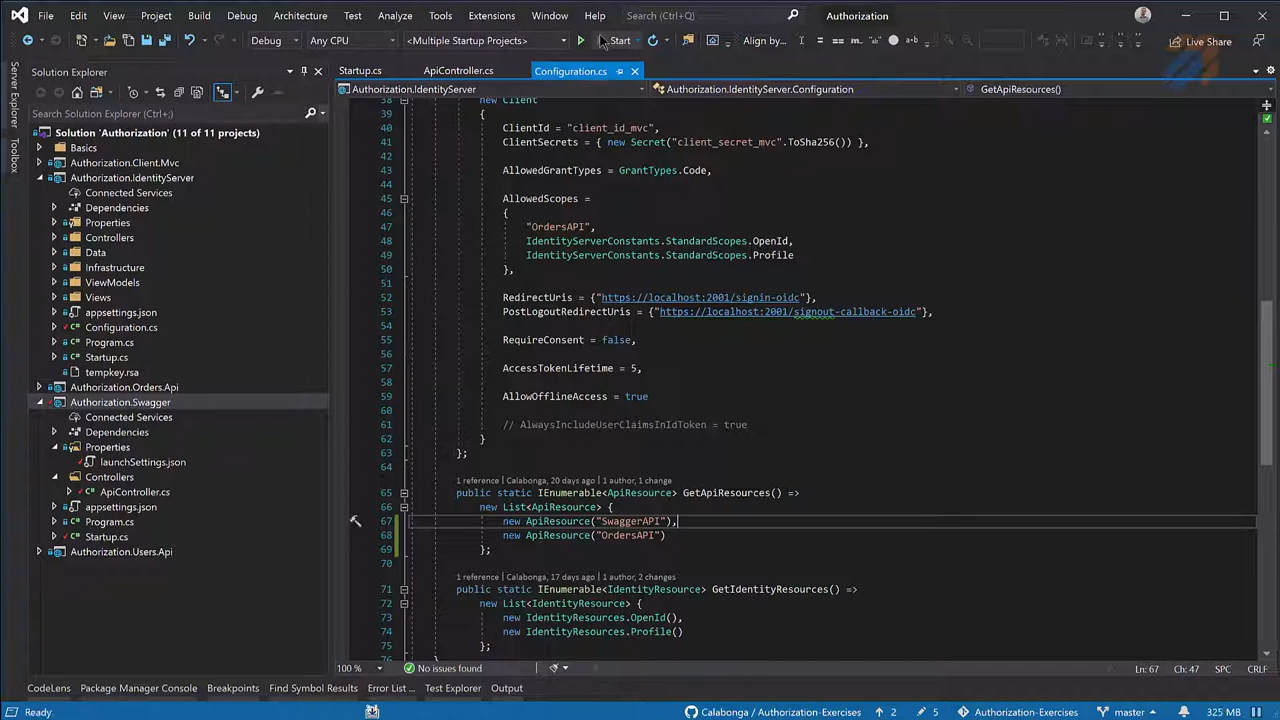 File Edit View Git Project Build Debug Architecture Test Analyze Tools Extensions Window Help Search (Ctrl+Q) Authorization
Debug Any CPU <Multiple Startup Projects> Start Align by... Live Share
Server Explorer
Toolbox
Solution Explorer
Search Solution Explorer (Ctrl+;)
Solution 'Authorization' (11 of 11 projects)
Basics
Authorization.Client.Mvc
Authorization.IdentityServer
Connected Services
Dependencies
Properties
Controllers
Data
Infrastructure
ViewModels
Views
appsettings.json
Configuration.cs
Program.cs
Startup.cs
tempkey.rsa
Authorization.Orders.Api
Authorization.Swagger
Connected Services
Dependencies
Properties
launchSettings.json
Controllers
ApiController.cs
appsettings.json
Program.cs
Startup.cs
Authorization.Users.Api
Startup.cs ApiController.cs Configuration.cs
Authorization.IdentityServer Authorization.IdentityServer.Configuration GetApiResources()
38 new Client
39 {
40 ClientId = "client_id_mvc",
41 ClientSecrets = { new Secret("client_secret_mvc".ToSha256()) },
42
43 AllowedGrantTypes = GrantTypes.Code,
44
45 AllowedScopes =
46 {
47 "OrdersAPI",
48 IdentityServerConstants.StandardScopes.OpenId,
49 IdentityServerConstants.StandardScopes.Profile
50 },
51
52 RedirectUris = {"https://localhost:2001/signin-oidc"},
53 PostLogoutRedirectUris = {"https://localhost:2001/signout-callback-oidc"},
54
55 RequireConsent = false,
56
57 AccessTokenLifetime = 5,
58
59 AllowOfflineAccess = true
60
61 // AlwaysIncludeUserClaimsInIdToken = true
62 }
63 };
64
1 reference | Calabonga, 20 days ago | 1 author, 1 change
65 public static IEnumerable<ApiResource> GetApiResources() =>
66 new List<ApiResource> {
67 new ApiResource("SwaggerAPI"),
68 new ApiResource("OrdersAPI")
69 };
70
1 reference | Calabonga, 17 days ago | 1 author, 2 changes
71 public static IEnumerable<IdentityResource> GetIdentityResources() =>
72 new List<IdentityResource> {
73 new IdentityResources.OpenId(),
74 new IdentityResources.Profile()
75 };
76 }
100 % No issues found Ln: 67 Ch: 47 SPC CRLF
CodeLens Package Manager Console Breakpoints Find Symbol Results Error List ... Test Explorer Output
Ready Calabonga / Authorization-Exercises 2 5 Authorization-Exercises master 325 MB